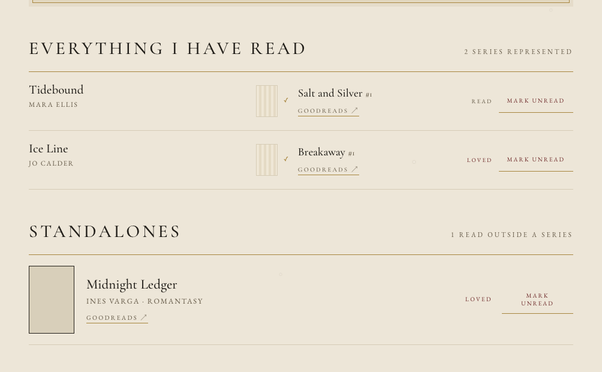 EVERYTHING I HAVE READ
2 SERIES REPRESENTED
Tidebound
MARA ELLIS
✓
Salt and Silver #1
GOODREADS ↗
READ
MARK UNREAD
Ice Line
JO CALDER
✓
Breakaway #1
GOODREADS ↗
LOVED
MARK UNREAD
STANDALONES
1 READ OUTSIDE A SERIES
Midnight Ledger
INES VARGA · ROMANTASY
GOODREADS ↗
LOVED
MARK
UNREAD